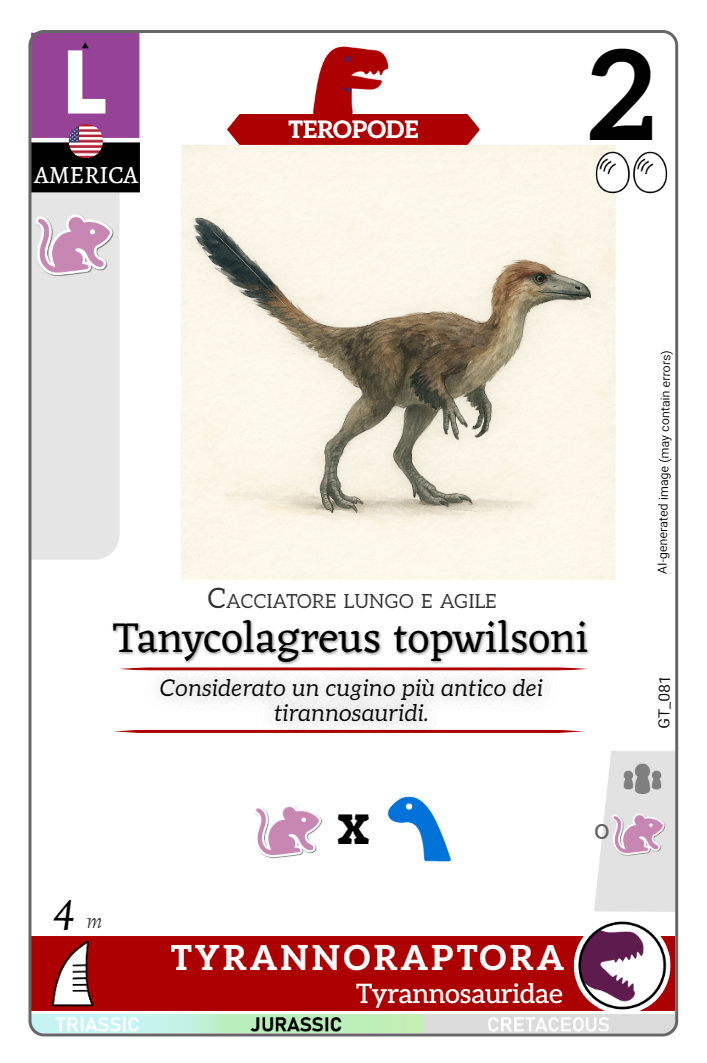 L
2
TEROPODE
AMERICA
AI-generated image (may contain errors)
CACCIATORE LUNGO E AGILE
Tanycolagreus topwilsoni
Considerato un cugino più antico dei
tirannosauridi.
GT_081
x
o
4 m
TYRANNORAPTORA
Tyrannosauridae
TRIASSIC JURASSIC CRETACEOUS